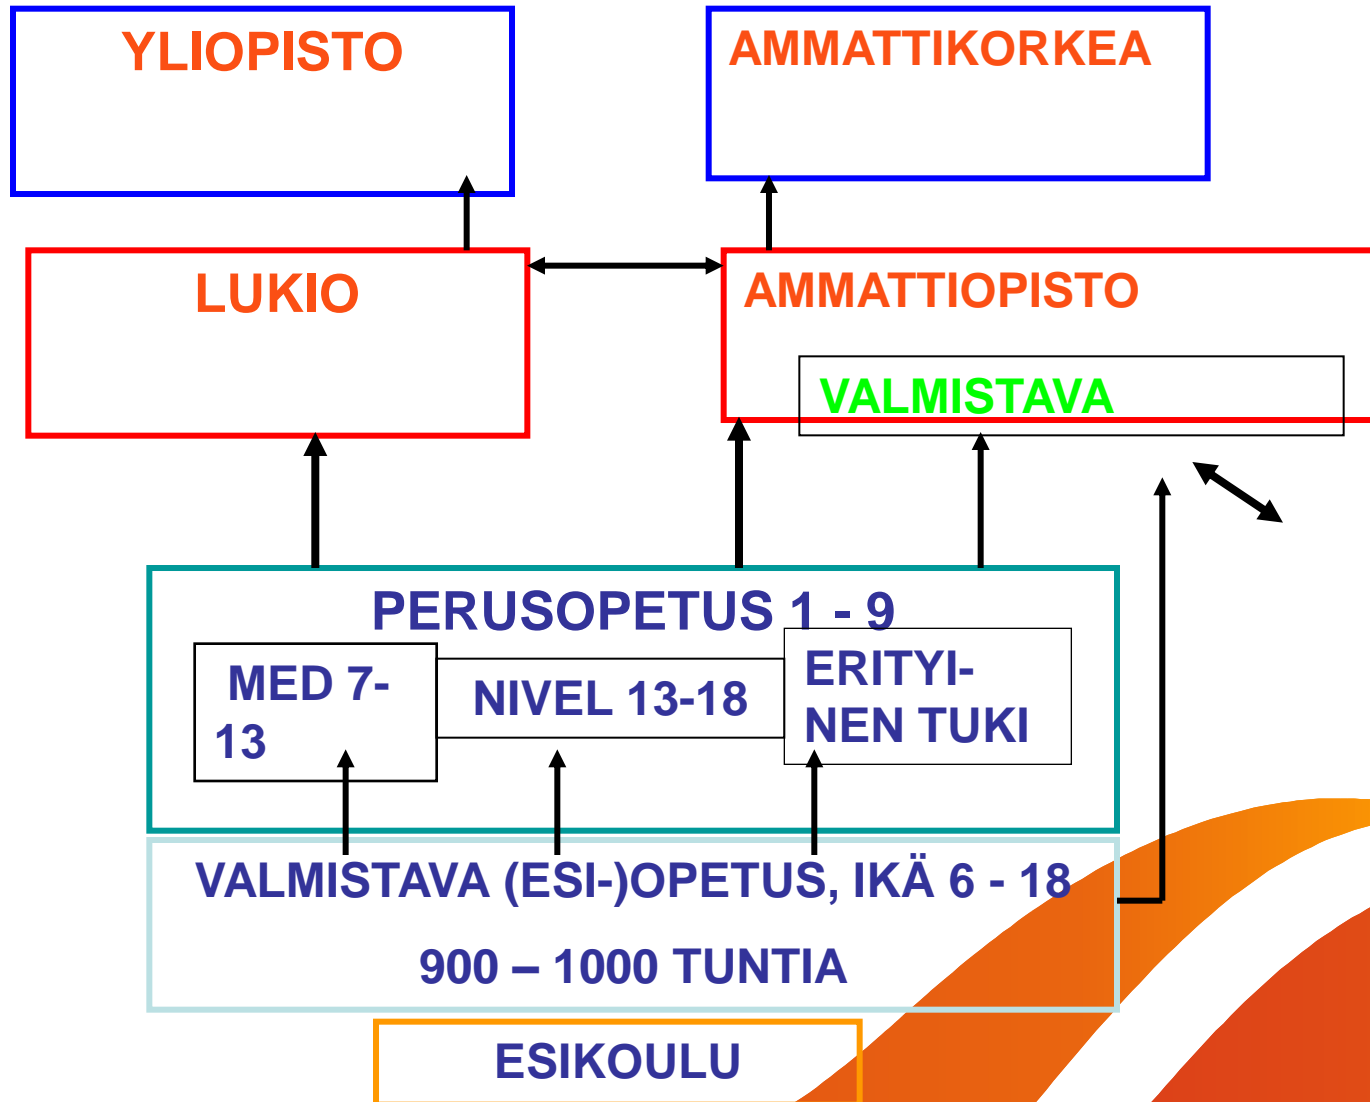 YLIOPISTO
AMMATTIKORKEA
LUKIO
AMMATTIOPISTO
VALMISTAVA
PERUSOPETUS 1 - 9
MED 7-
13
NIVEL 13-18
ERITYI-
NEN TUKI
VALMISTAVA (ESI-)OPETUS, IKÄ 6 - 18
900 – 1000 TUNTIA
ESIKOULU